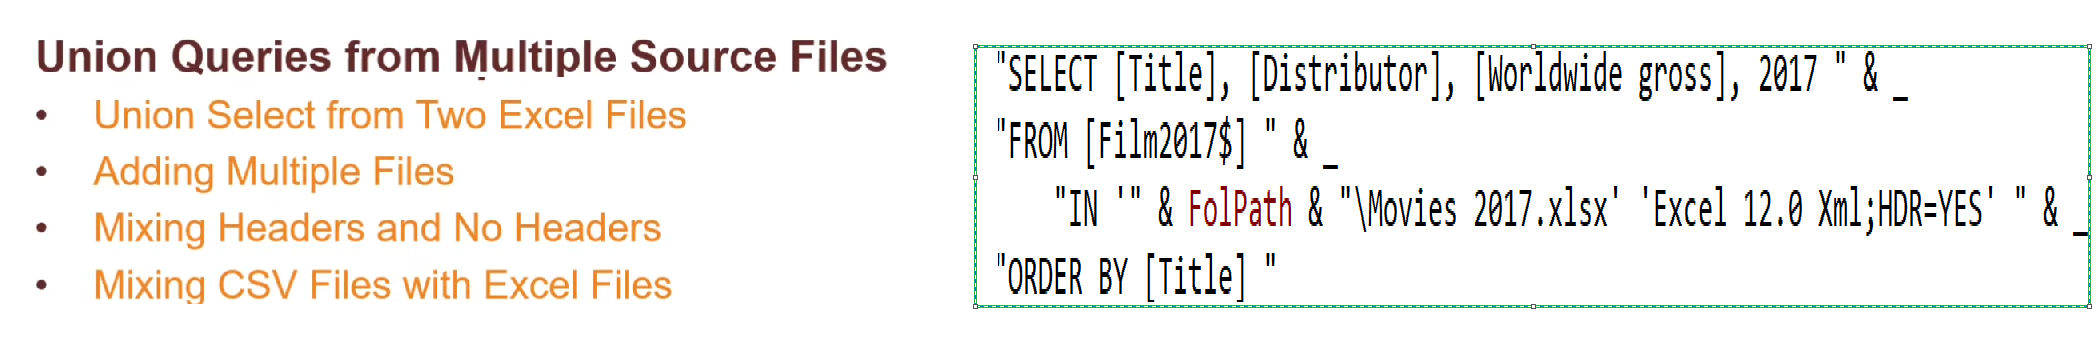 Union Queries from Multiple Source Files
• Union Select from Two Excel Files
• Adding Multiple Files
• Mixing Headers and No Headers
• Mixing CSV Files with Excel Files
"SELECT [Title], [Distributor], [Worldwide gross], 2017 " & _
"FROM [Film2017$] " & _
"IN '" & FolPath & "\Movies 2017.xlsx' 'Excel 12.0 Xml;HDR=YES' " & _
"ORDER BY [Title] "